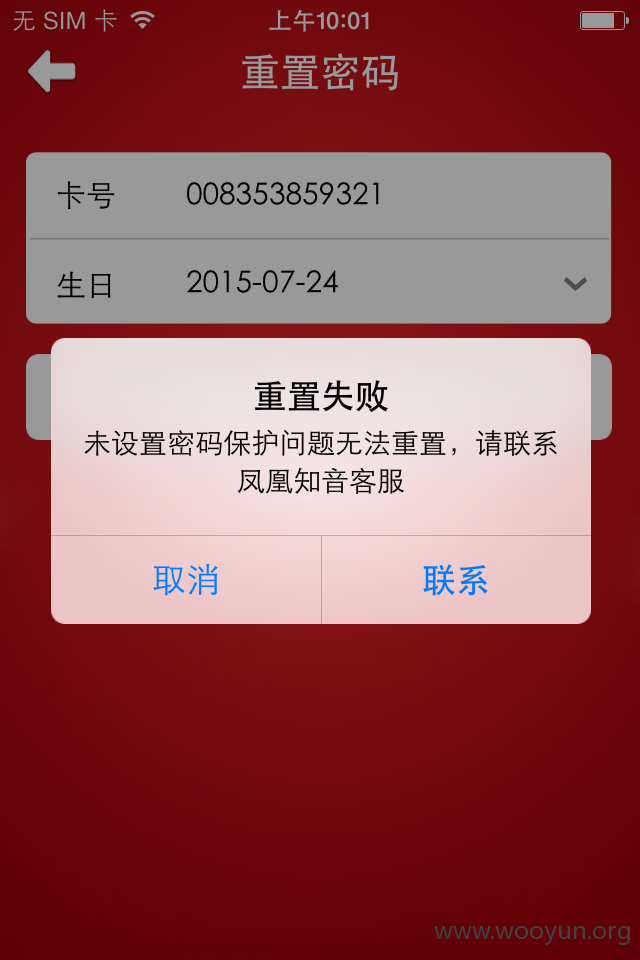 无 SIM 卡 上午10:01
重置密码
卡号 008353859321
生日 2015-07-24
重置失败
未设置密码保护问题无法重置，请联系
凤凰知音客服
取消 联系
www.wooyun.org